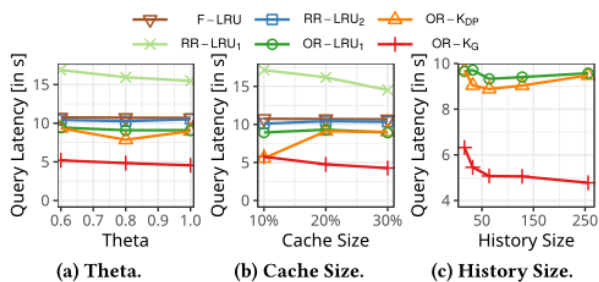 F-LRU RR-LRU2 OR-KDP
RR-LRU1 OR-LRU1 OR-KG
Query Latency [in s]
15
10
5
0
0.6 0.7 0.8 0.9 1.0
Theta
(a) Theta.
Query Latency [in s]
15
10
5
0
10% 20% 30%
Cache Size
(b) Cache Size.
Query Latency [in s]
10
8
6
4
50 150 250
History Size
(c) History Size.